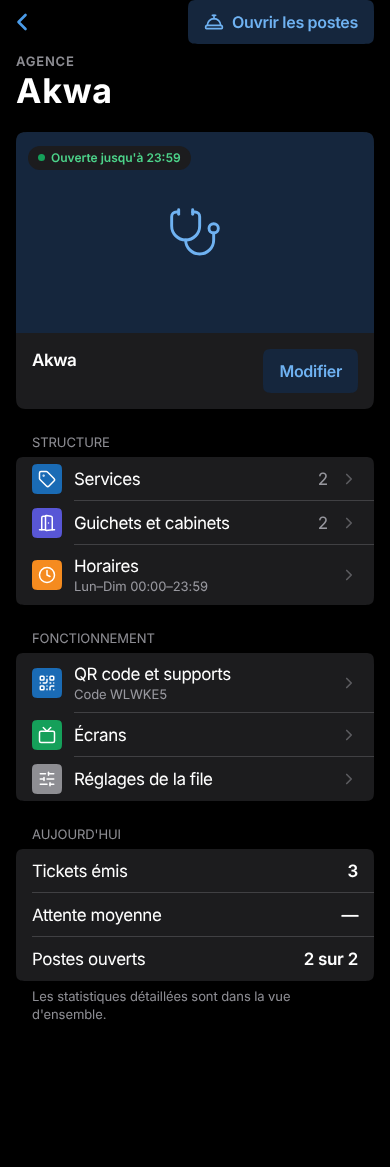 Ouvrir les postes
AGENCE
Akwa
Ouverte jusqu'à 23:59
Akwa
Modifier
STRUCTURE
Services 2
Guichets et cabinets 2
Horaires
Lun–Dim 00:00–23:59
FONCTIONNEMENT
QR code et supports
Code WLWKE5
Écrans
Réglages de la file
AUJOURD'HUI
Tickets émis 3
Attente moyenne —
Postes ouverts 2 sur 2
Les statistiques détaillées sont dans la vue
d'ensemble.